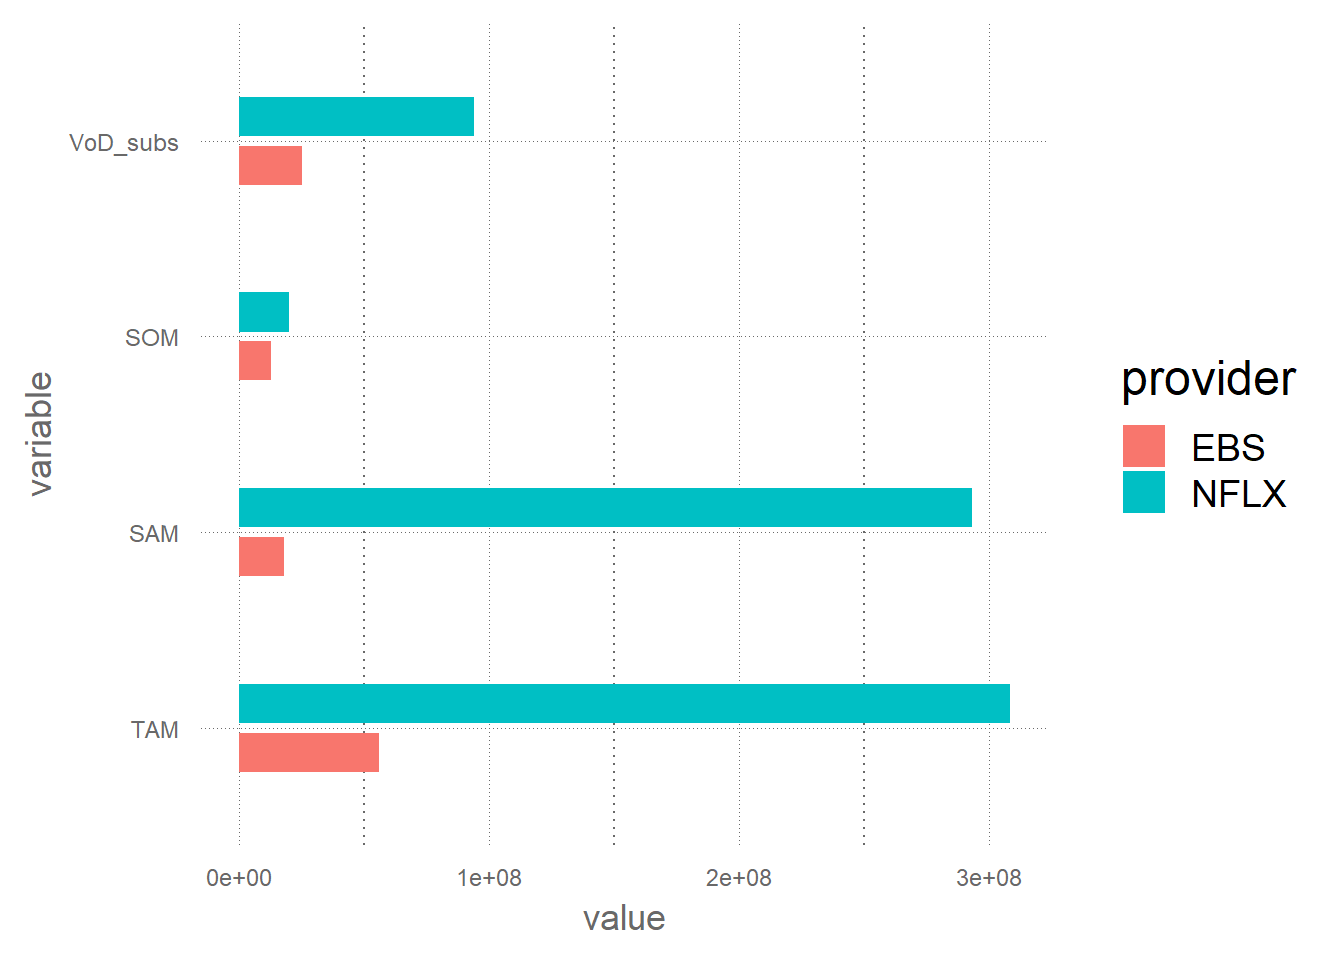 VoD_subs
SOM
SAM
TAM
variable
0e+00 1e+08 2e+08 3e+08
value
provider
EBS
NFLX